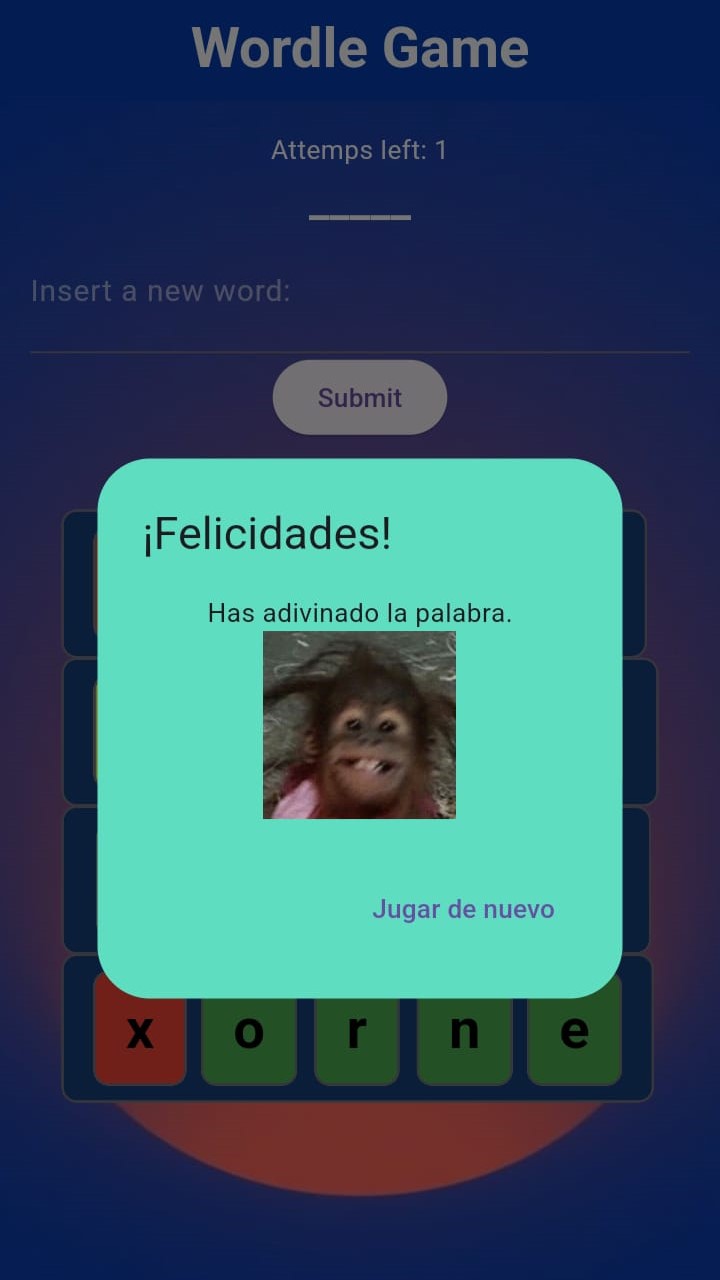 Wordle Game
Attemps left: 1
_____
Insert a new word:
Submit
¡Felicidades!
Has adivinado la palabra.
Jugar de nuevo
x o r n e